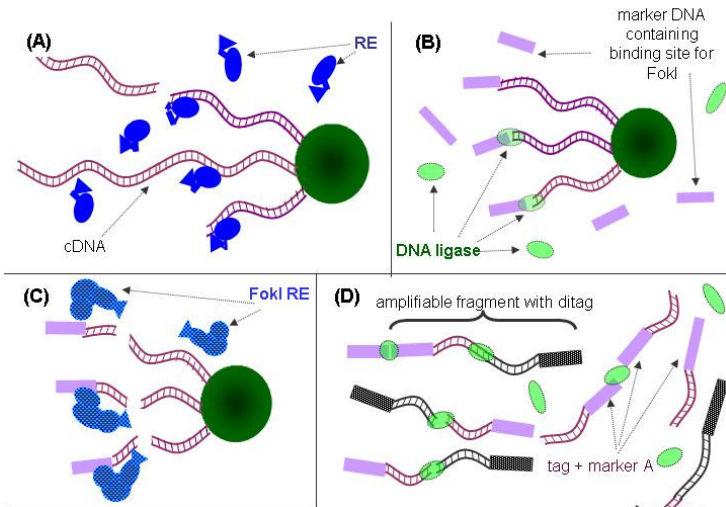 (A)
RE
cDNA
(B)
marker DNA
containing
binding site for
FokI
DNA ligase
(C)
FokI RE
(D)
amplifiable fragment with ditag
tag + marker A